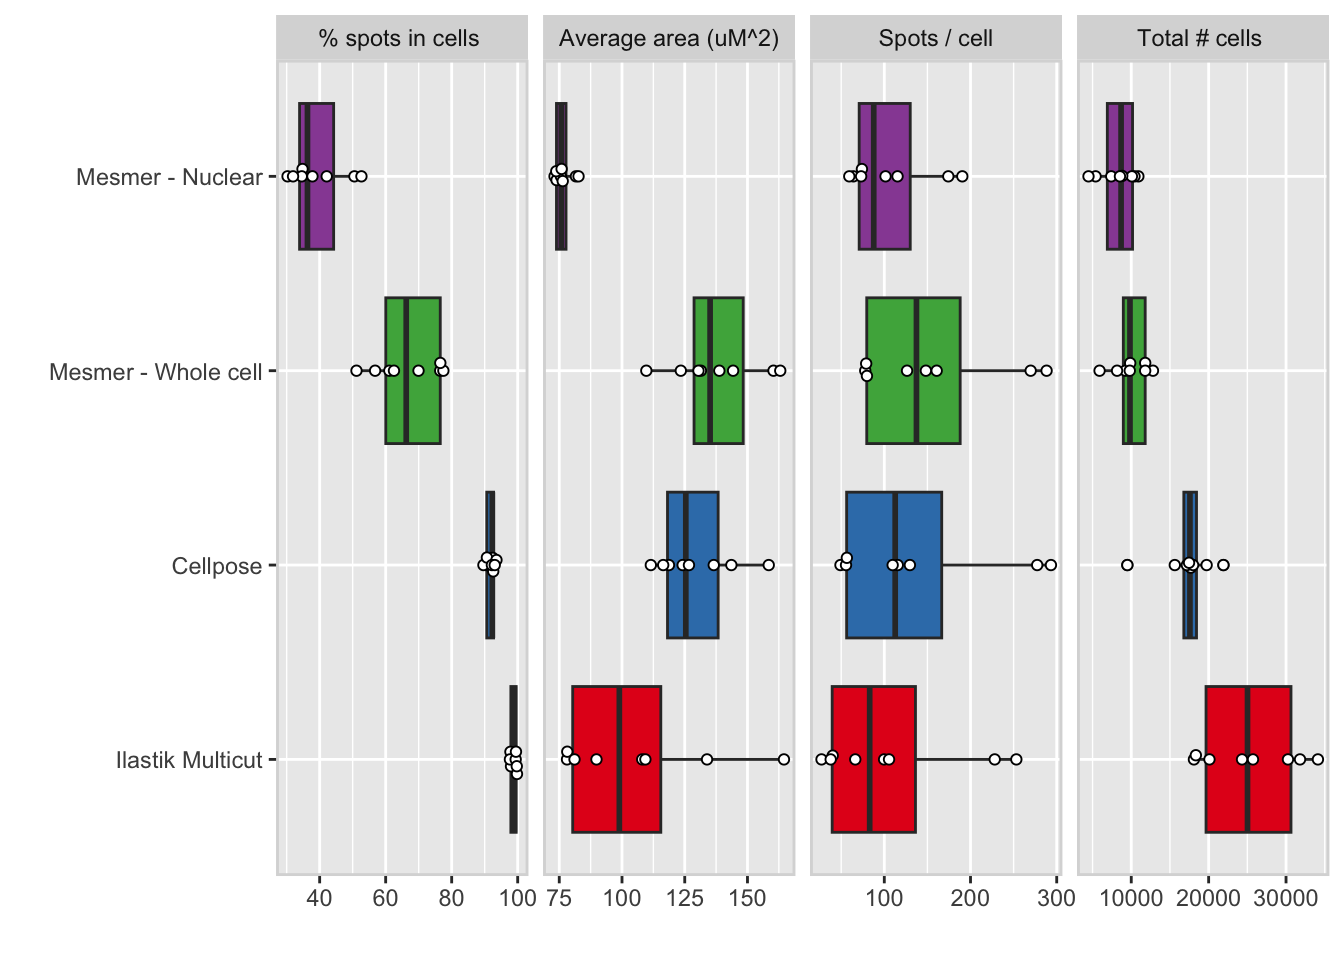 % spots in cells
Average area (uM^2)
Spots / cell
Total # cells
Mesmer - Nuclear
Mesmer - Whole cell
Cellpose
Ilastik Multicut
40 60 80 100 75 100 125 150 100 200 300 10000 20000 30000